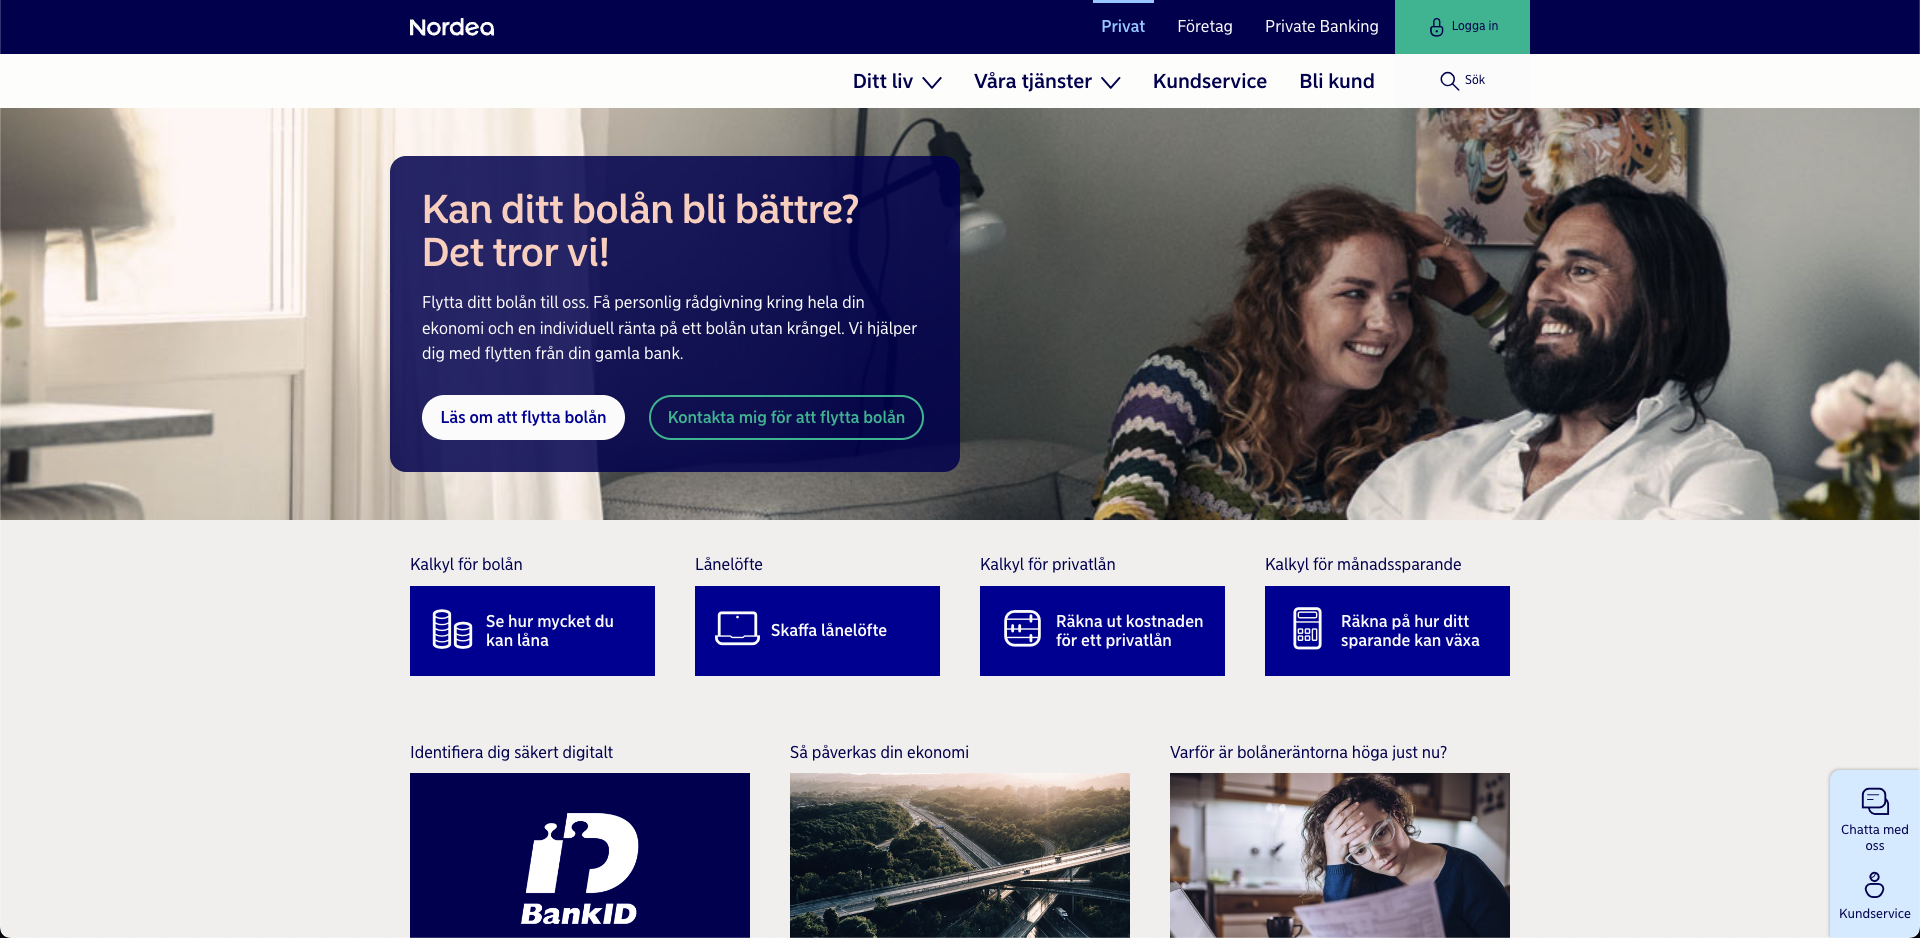 Nordea
Privat
Företag
Private Banking
Logga in
Ditt liv
Våra tjänster
Kundservice
Bli kund
Sök
Kan ditt bolån bli bättre?
Det tror vi!
Flytta ditt bolån till oss. Få personlig rådgivning kring hela din
ekonomi och en individuell ränta på ett bolån utan krångel. Vi hjälper
dig med flytten från din gamla bank.
Läs om att flytta bolån
Kontakta mig för att flytta bolån
Kalkyl för bolån
Se hur mycket du
kan låna
Lånelöfte
Skaffa lånelöfte
Kalkyl för privatlån
Räkna ut kostnaden
för ett privatlån
Kalkyl för månadssparande
Räkna på hur ditt
sparande kan växa
Identifiera dig säkert digitalt
BankID
Så påverkas din ekonomi
Varför är bolåneräntorna höga just nu?
Chatta med
oss
Kundservice